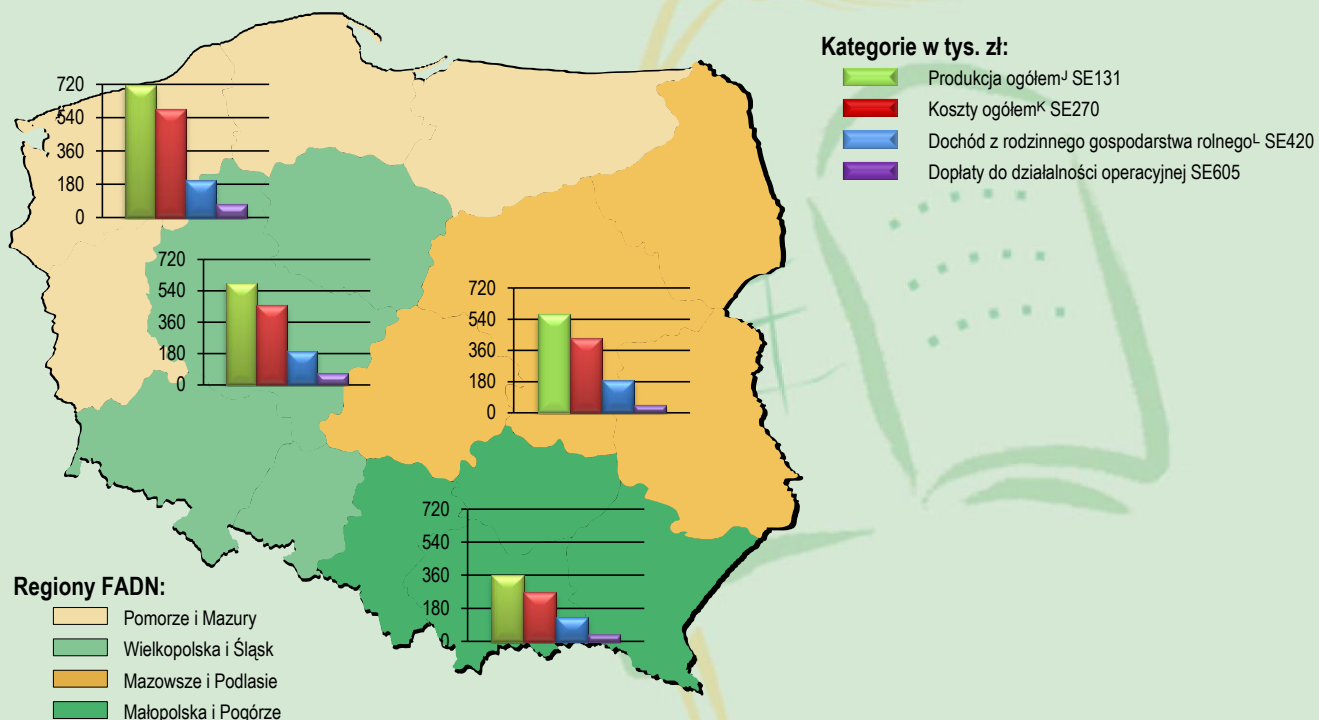 Kategorie w tys. zł:
Produkcja ogółemᴶ SE131
Koszty ogółemᴷ SE270
Dochód z rodzinnego gospodarstwa rolnegoᴸ SE420
Dopłaty do działalności operacyjnej SE605
720
540
360
180
0
720
540
360
180
0
720
540
360
180
0
720
540
360
180
0
Regiony FADN:
Pomorze i Mazury
Wielkopolska i Śląsk
Mazowsze i Podlasie
Małopolska i Pogórze